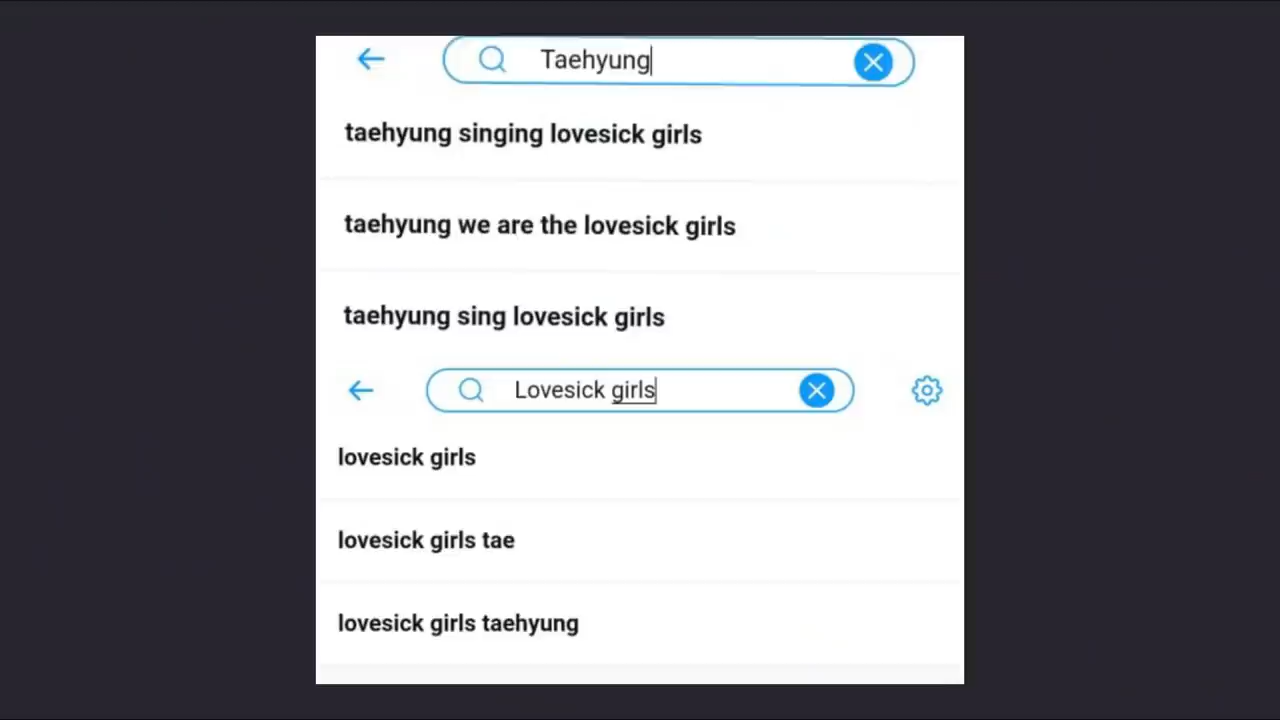 Taehyung
taehyung singing lovesick girls
taehyung we are the lovesick girls
taehyung sing lovesick girls
Lovesick girls
lovesick girls
lovesick girls tae
lovesick girls taehyung